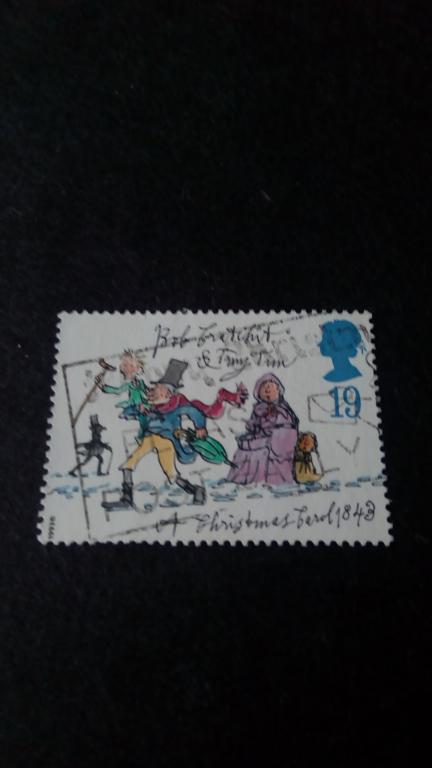 Bob Cratchit
& Tiny Tim
19
A Christmas Carol 1843